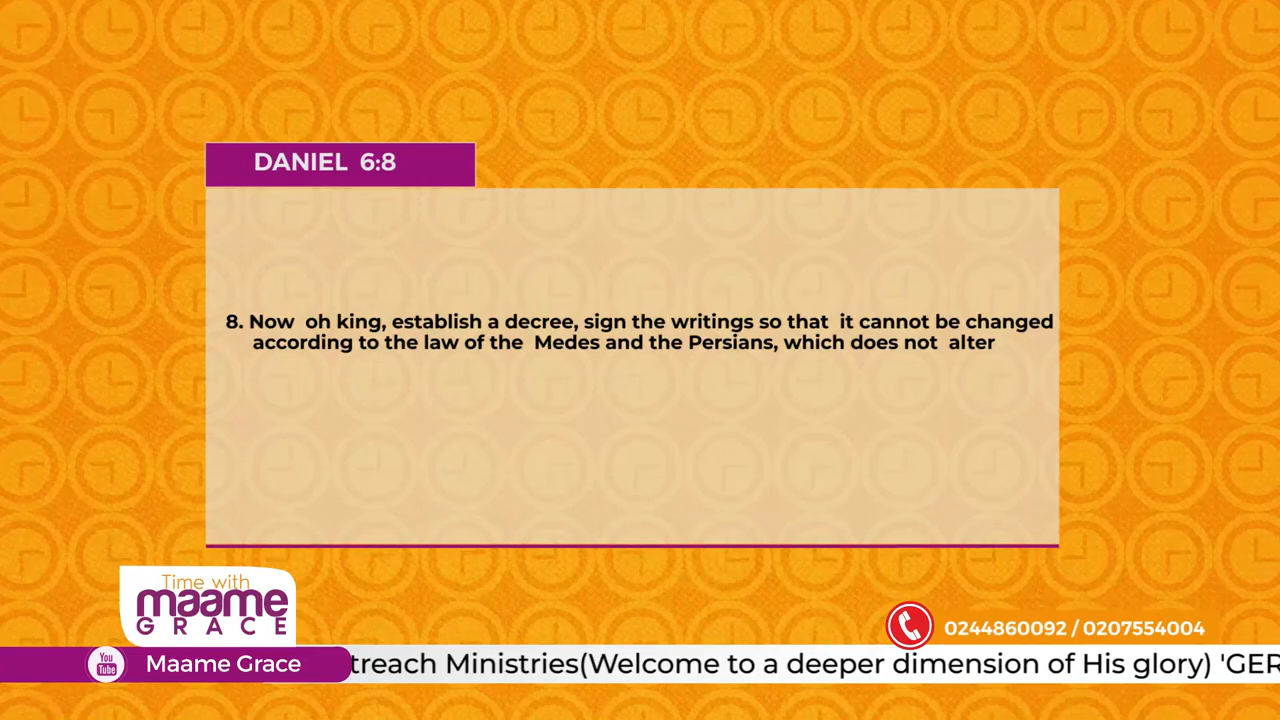 DANIEL 6:8
8. Now oh king, establish a decree, sign the writings so that it cannot be changed
according to the law of the Medes and the Persians, which does not alter
Time with
maame
GRACE
0244860092 / 0207554004
You
Tube
Maame Grace
treach Ministries(Welcome to a deeper dimension of His glory) 'GER